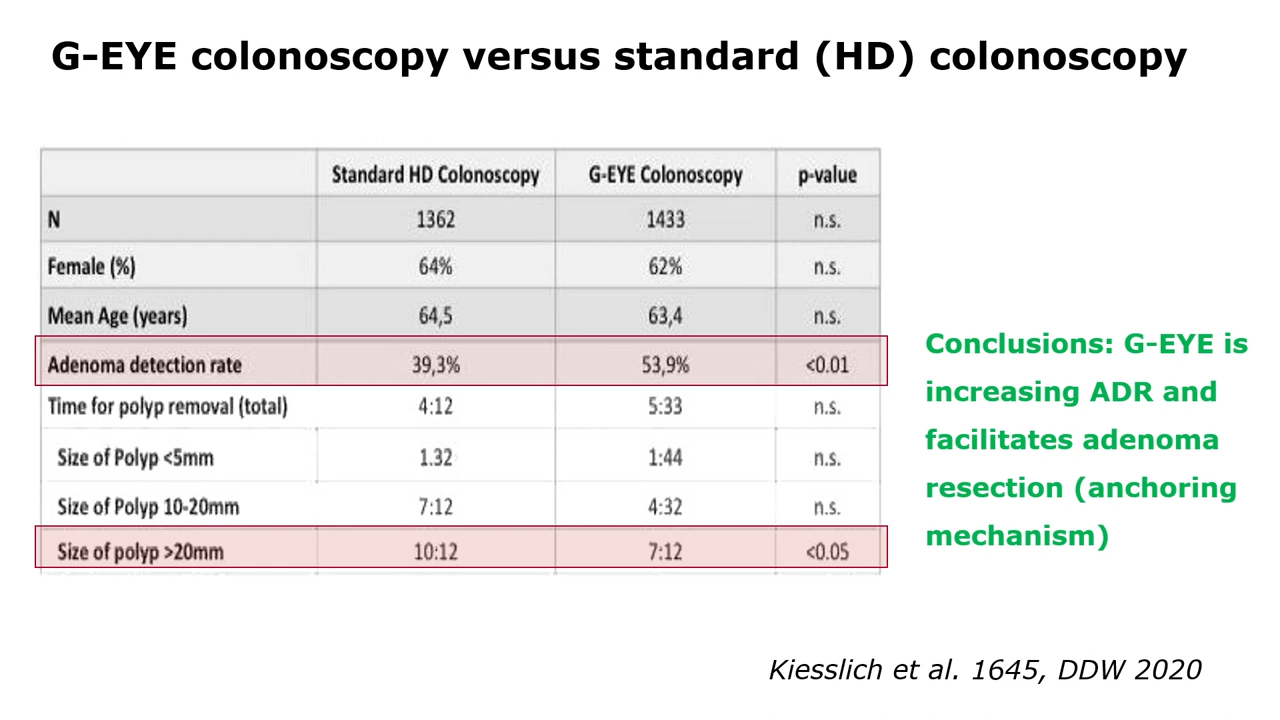 G-EYE colonoscopy versus standard (HD) colonoscopy
Standard HD Colonoscopy G-EYE Colonoscopy p-value
N 1362 1433 n.s.
Female (%) 64% 62% n.s.
Mean Age (years) 64,5 63,4 n.s.
Adenoma detection rate 39,3% 53,9% <0.01
Time for polyp removal (total) 4:12 5:33 n.s.
Size of Polyp <5mm 1.32 1:44 n.s.
Size of Polyp 10-20mm 7:12 4:32 n.s.
Size of polyp >20mm 10:12 7:12 <0.05
Conclusions: G-EYE is
increasing ADR and
facilitates adenoma
resection (anchoring
mechanism)
Kiesslich et al. 1645, DDW 2020